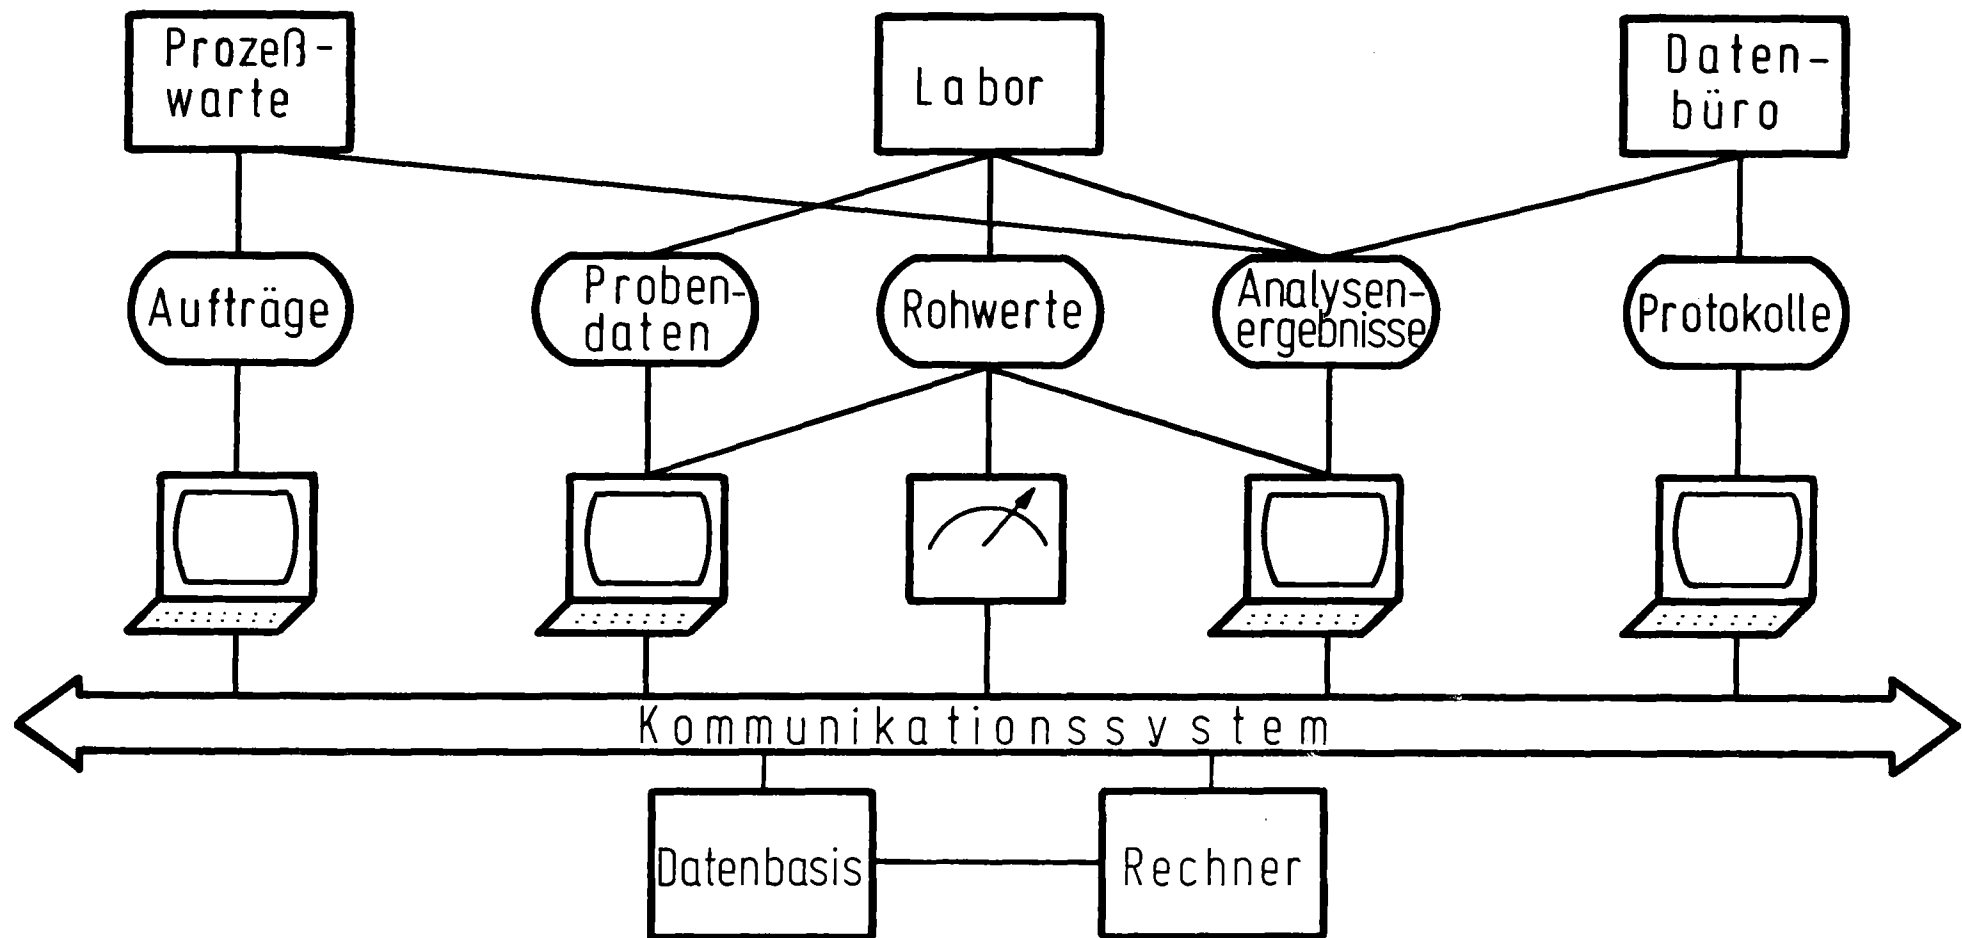 Prozeß-
warte
Labor
Daten-
büro
Aufträge
Proben-
daten
Rohwerte
Analysen-
ergebnisse
Protokolle
Kommunikationssystem
Datenbasis
Rechner